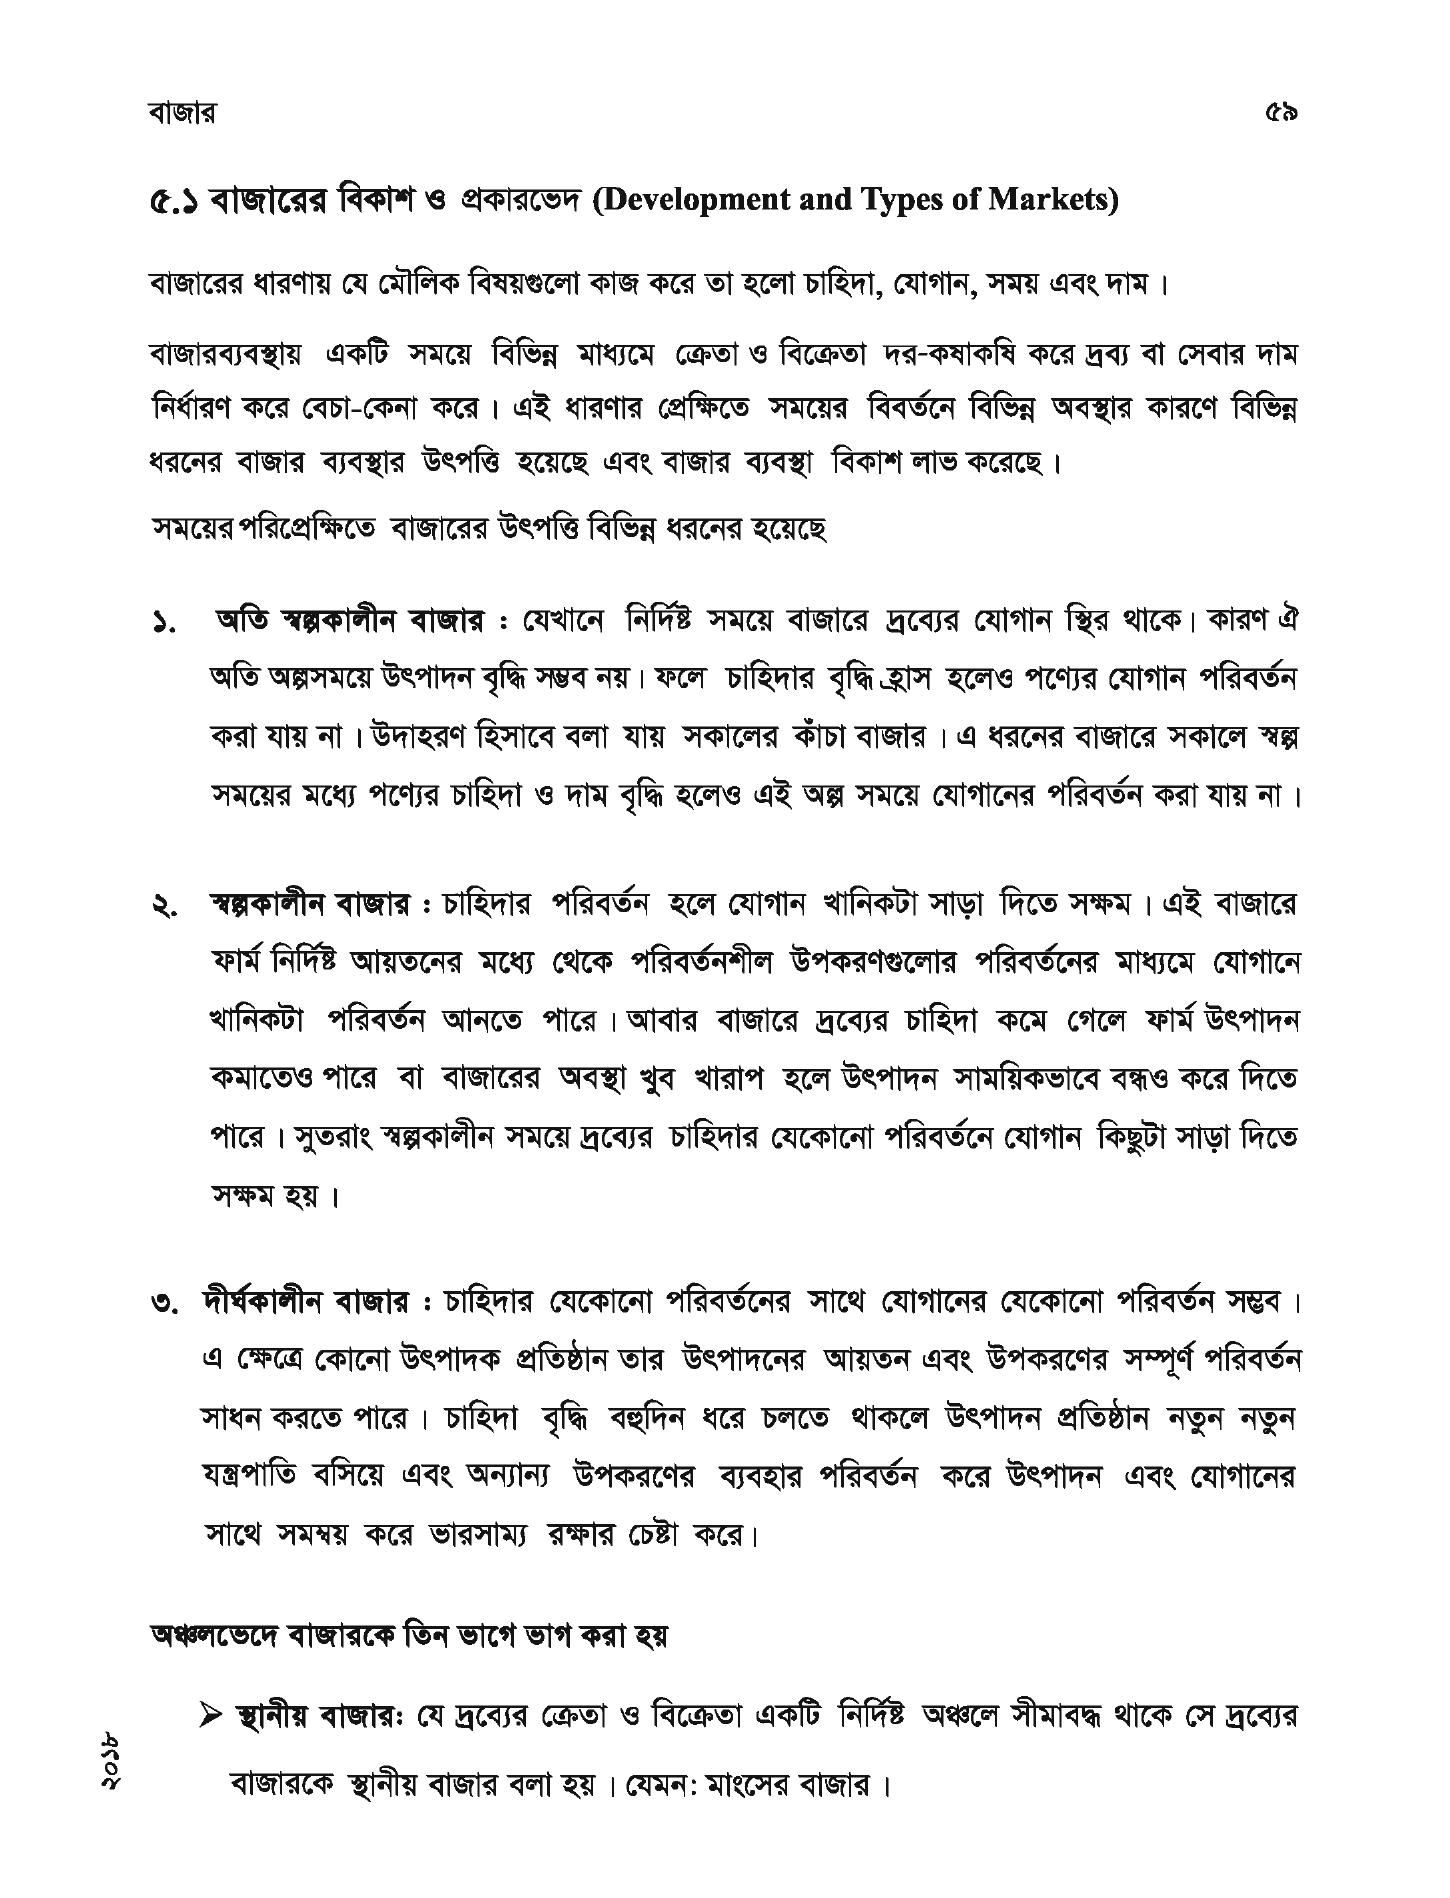 বাজার ৫৯
৫.১ বাজারের বিকাশ ও প্রকারভেদ (Development and Types of Markets)
বাজারের ধারণায় যে মৌলিক বিষয়গুলো কাজ করে তা হলো চাহিদা, যোগান, সময় এবং দাম।
বাজারব্যবস্থায় একটি সময়ে বিভিন্ন মাধ্যমে ক্রেতা ও বিক্রেতা দর-কষাকষি করে দ্রব্য বা সেবার দাম
নির্ধারণ করে বেচা-কেনা করে। এই ধারণার প্রেক্ষিতে সময়ের বিবর্তনে বিভিন্ন অবস্থার কারণে বিভিন্ন
ধরনের বাজার ব্যবস্থার উৎপত্তি হয়েছে এবং বাজার ব্যবস্থা বিকাশ লাভ করেছে।
সময়ের পরিপ্রেক্ষিতে বাজারের উৎপত্তি বিভিন্ন ধরনের হয়েছে
১. অতি স্বল্পকালীন বাজার : যেখানে নির্দিষ্ট সময়ে বাজারে দ্রব্যের যোগান স্থির থাকে। কারণ ঐ
অতি অল্পসময়ে উৎপাদন বৃদ্ধি সম্ভব নয়। ফলে চাহিদার বৃদ্ধি হ্রাস হলেও পণ্যের যোগান পরিবর্তন
করা যায় না। উদাহরণ হিসাবে বলা যায় সকালের কাঁচা বাজার। এ ধরনের বাজারে সকালে স্বল্প
সময়ের মধ্যে পণ্যের চাহিদা ও দাম বৃদ্ধি হলেও এই অল্প সময়ে যোগানের পরিবর্তন করা যায় না।
২. স্বল্পকালীন বাজার : চাহিদার পরিবর্তন হলে যোগান খানিকটা সাড়া দিতে সক্ষম। এই বাজারে
ফার্ম নির্দিষ্ট আয়তনের মধ্যে থেকে পরিবর্তনশীল উপকরণগুলোর পরিবর্তনের মাধ্যমে যোগানে
খানিকটা পরিবর্তন আনতে পারে। আবার বাজারে দ্রব্যের চাহিদা কমে গেলে ফার্ম উৎপাদন
কমাতেও পারে বা বাজারের অবস্থা খুব খারাপ হলে উৎপাদন সাময়িকভাবে বন্ধও করে দিতে
পারে। সুতরাং স্বল্পকালীন সময়ে দ্রব্যের চাহিদার যেকোনো পরিবর্তনে যোগান কিছুটা সাড়া দিতে
সক্ষম হয়।
৩. দীর্ঘকালীন বাজার : চাহিদার যেকোনো পরিবর্তনের সাথে যোগানের যেকোনো পরিবর্তন সম্ভব।
এ ক্ষেত্রে কোনো উৎপাদক প্রতিষ্ঠান তার উৎপাদনের আয়তন এবং উপকরণের সম্পূর্ণ পরিবর্তন
সাধন করতে পারে। চাহিদা বৃদ্ধি বহুদিন ধরে চলতে থাকলে উৎপাদন প্রতিষ্ঠান নতুন নতুন
যন্ত্রপাতি বসিয়ে এবং অন্যান্য উপকরণের ব্যবহার পরিবর্তন করে উৎপাদন এবং যোগানের
সাথে সমন্বয় করে ভারসাম্য রক্ষার চেষ্টা করে।
অঞ্চলভেদে বাজারকে তিন ভাগে ভাগ করা হয়
➢ স্থানীয় বাজার: যে দ্রব্যের ক্রেতা ও বিক্রেতা একটি নির্দিষ্ট অঞ্চলে সীমাবদ্ধ থাকে সে দ্রব্যের
বাজারকে স্থানীয় বাজার বলা হয়। যেমন: মাংসের বাজার।
২০১৮